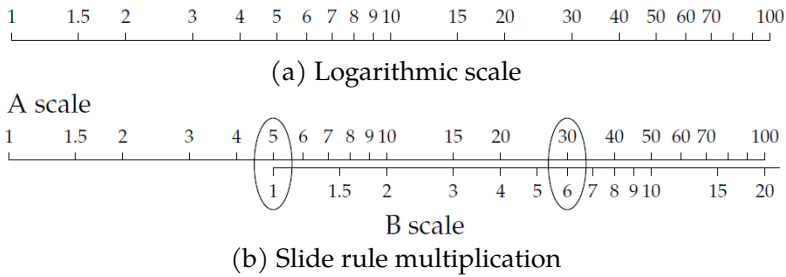 1 1.5 2 3 4 5 6 7 8 9 10 15 20 30 40 50 60 70 100
(a) Logarithmic scale
A scale
1 1.5 2 3 4 5 6 7 8 9 10 15 20 30 40 50 60 70 100
1 1.5 2 3 4 5 6 7 8 9 10 15 20
B scale
(b) Slide rule multiplication